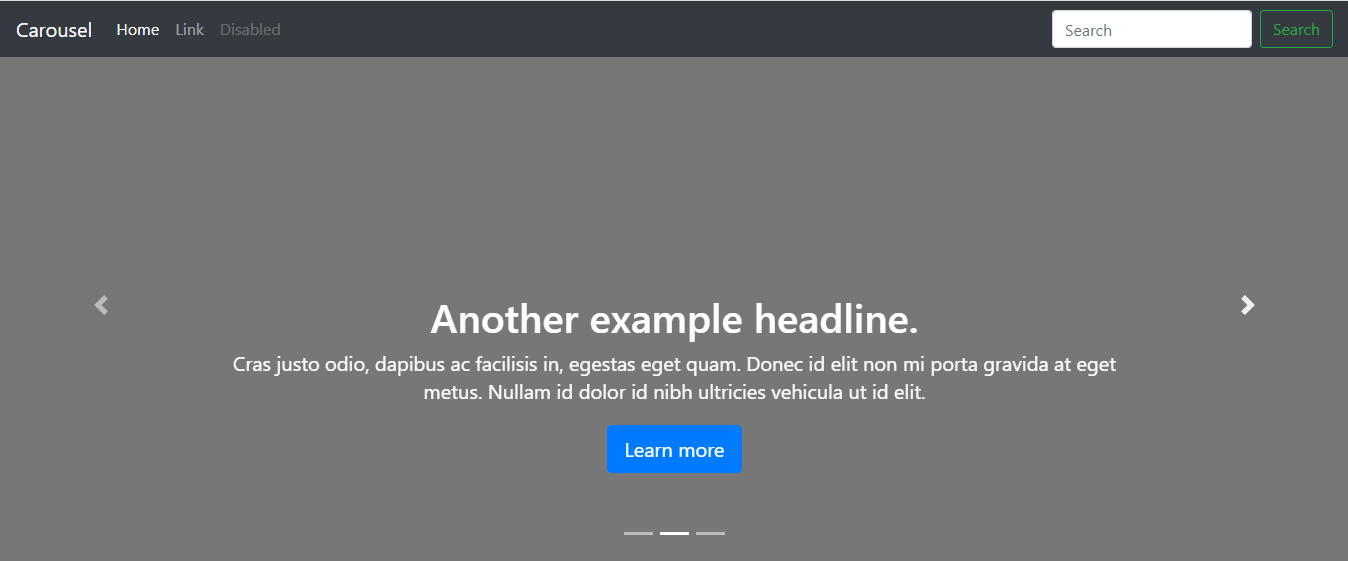 Carousel Home Link Disabled Search Search
Another example headline.
Cras justo odio, dapibus ac facilisis in, egestas eget quam. Donec id elit non mi porta gravida at eget
metus. Nullam id dolor id nibh ultricies vehicula ut id elit.
Learn more